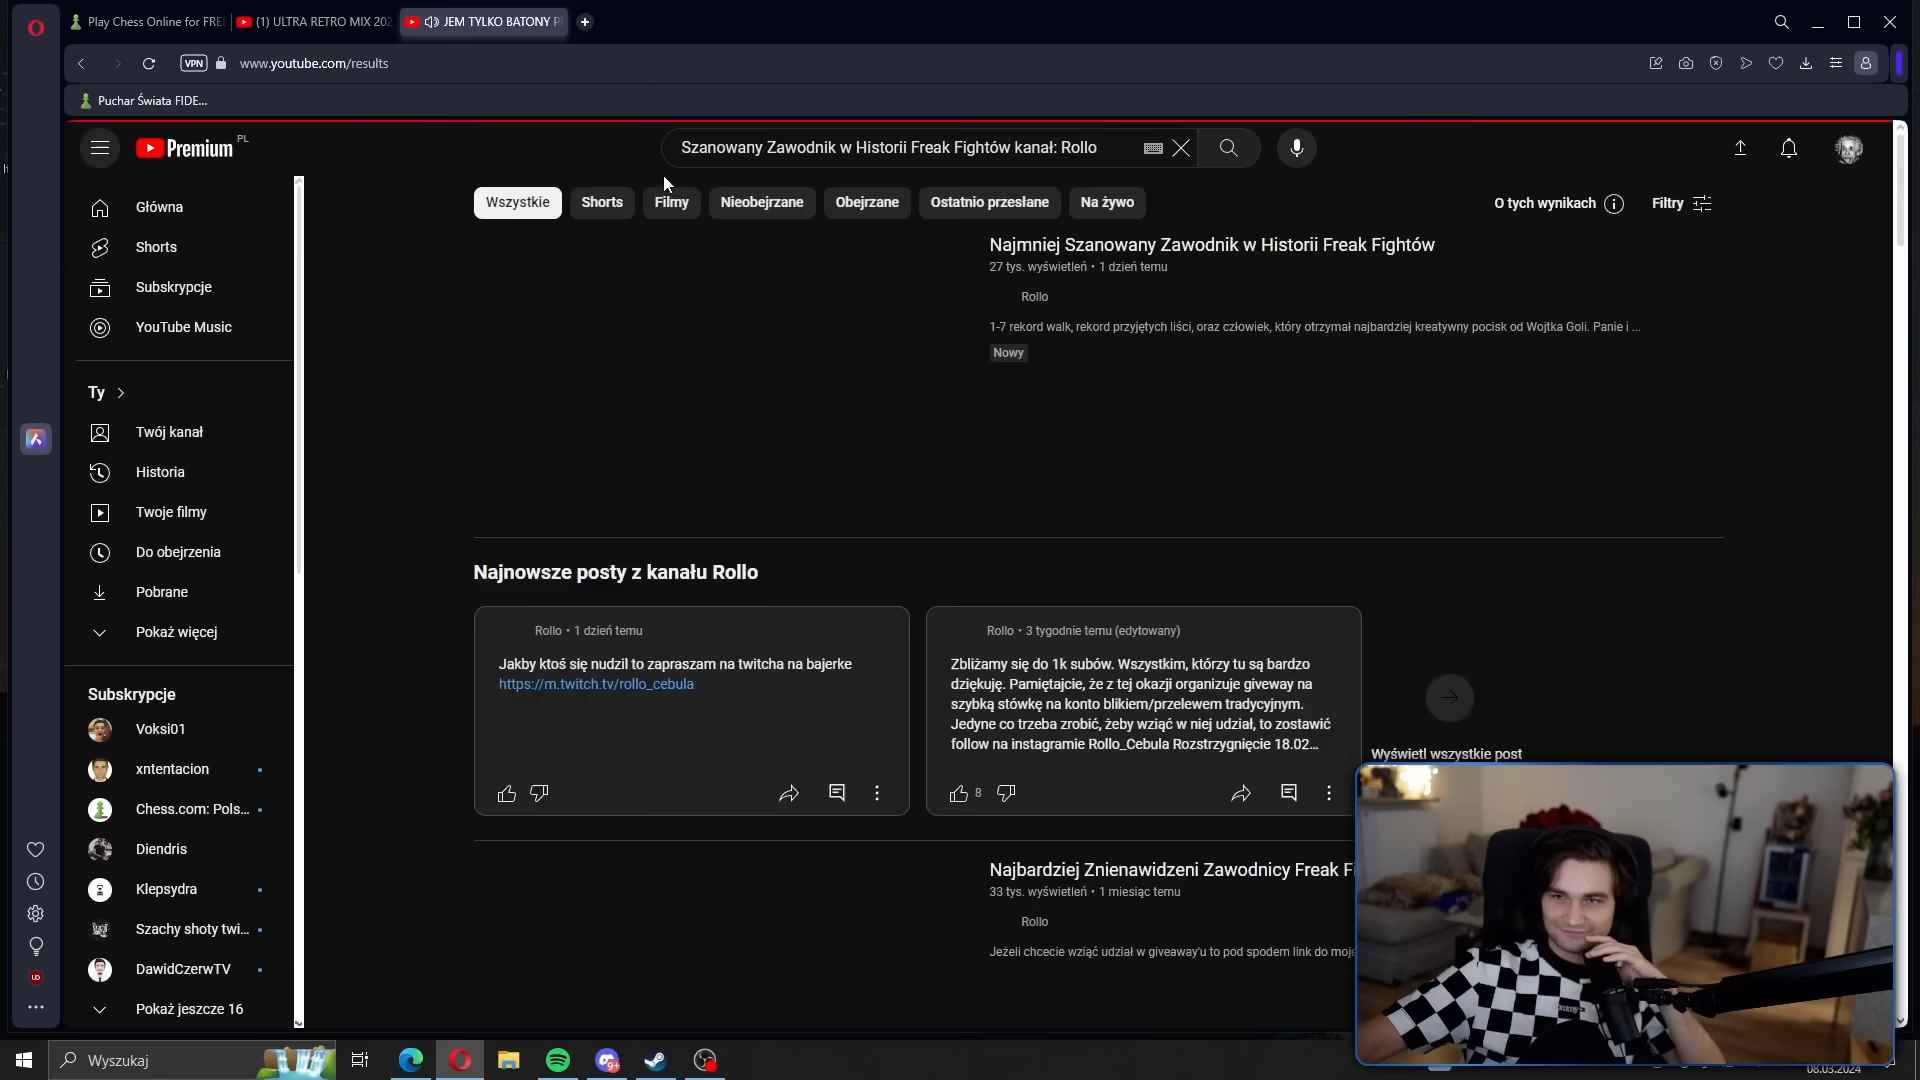 Play Chess Online for FRE
(1) ULTRA RETRO MIX 202
JEM TYLKO BATONY P
VPN
www.youtube.com/results
Puchar Świata FIDE...
Premium PL
Szanowany Zawodnik w Historii Freak Fightów kanał: Rollo
Wszystkie
Shorts
Filmy
Nieobejrzane
Obejrzane
Ostatnio przesłane
Na żywo
O tych wynikach
Filtry
Główna
Shorts
Subskrypcje
YouTube Music
Ty
Twój kanał
Historia
Twoje filmy
Do obejrzenia
Pobrane
Pokaż więcej
Subskrypcje
Voksi01
xntentacion
Chess.com: Pols...
Diendris
Klepsydra
Szachy shoty twi...
DawidCzerwTV
Pokaż jeszcze 16
Najmniej Szanowany Zawodnik w Historii Freak Fightów
27 tys. wyświetleń • 1 dzień temu
Rollo
1-7 rekord walk, rekord przyjętych liści, oraz człowiek, który otrzymał najbardziej kreatywny pocisk od Wojtka Goli. Panie i ...
Nowy
Najnowsze posty z kanału Rollo
Rollo • 1 dzień temu
Jakby ktoś się nudził to zapraszam na twitcha na bajerke
https://m.twitch.tv/rollo_cebula
Rollo • 3 tygodnie temu (edytowany)
Zbliżamy się do 1k subów. Wszystkim, którzy tu są bardzo
dziękuję. Pamiętajcie, że z tej okazji organizuje giveway na
szybką stówkę na konto blikiem/przelewem tradycyjnym.
Jedyne co trzeba zrobić, żeby wziąć w niej udział, to zostawić
follow na instagramie Rollo_Cebula Rozstrzygnięcie 18.02...
8
Wyświetl wszystkie post
Najbardziej Znienawidzeni Zawodnicy Freak Fi
33 tys. wyświetleń • 1 miesiąc temu
Rollo
Jeżeli chcecie wziąć udział w giveaway'u to pod spodem link do moje
Wyszukaj
9+
08.03.2024